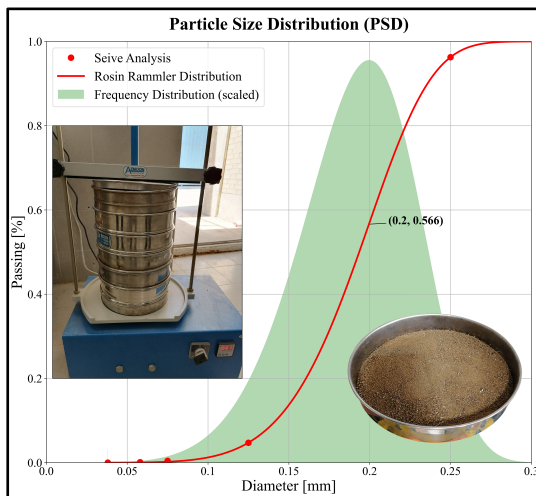 Particle Size Distribution (PSD)
Seive Analysis
Rosin Rammler Distribution
Frequency Distribution (scaled)
Passing [%]
1.0
0.8
0.6
0.4
0.2
0.0
(0.2, 0.566)
0.0
0.05
0.1
0.15
0.2
0.25
0.3
Diameter [mm]